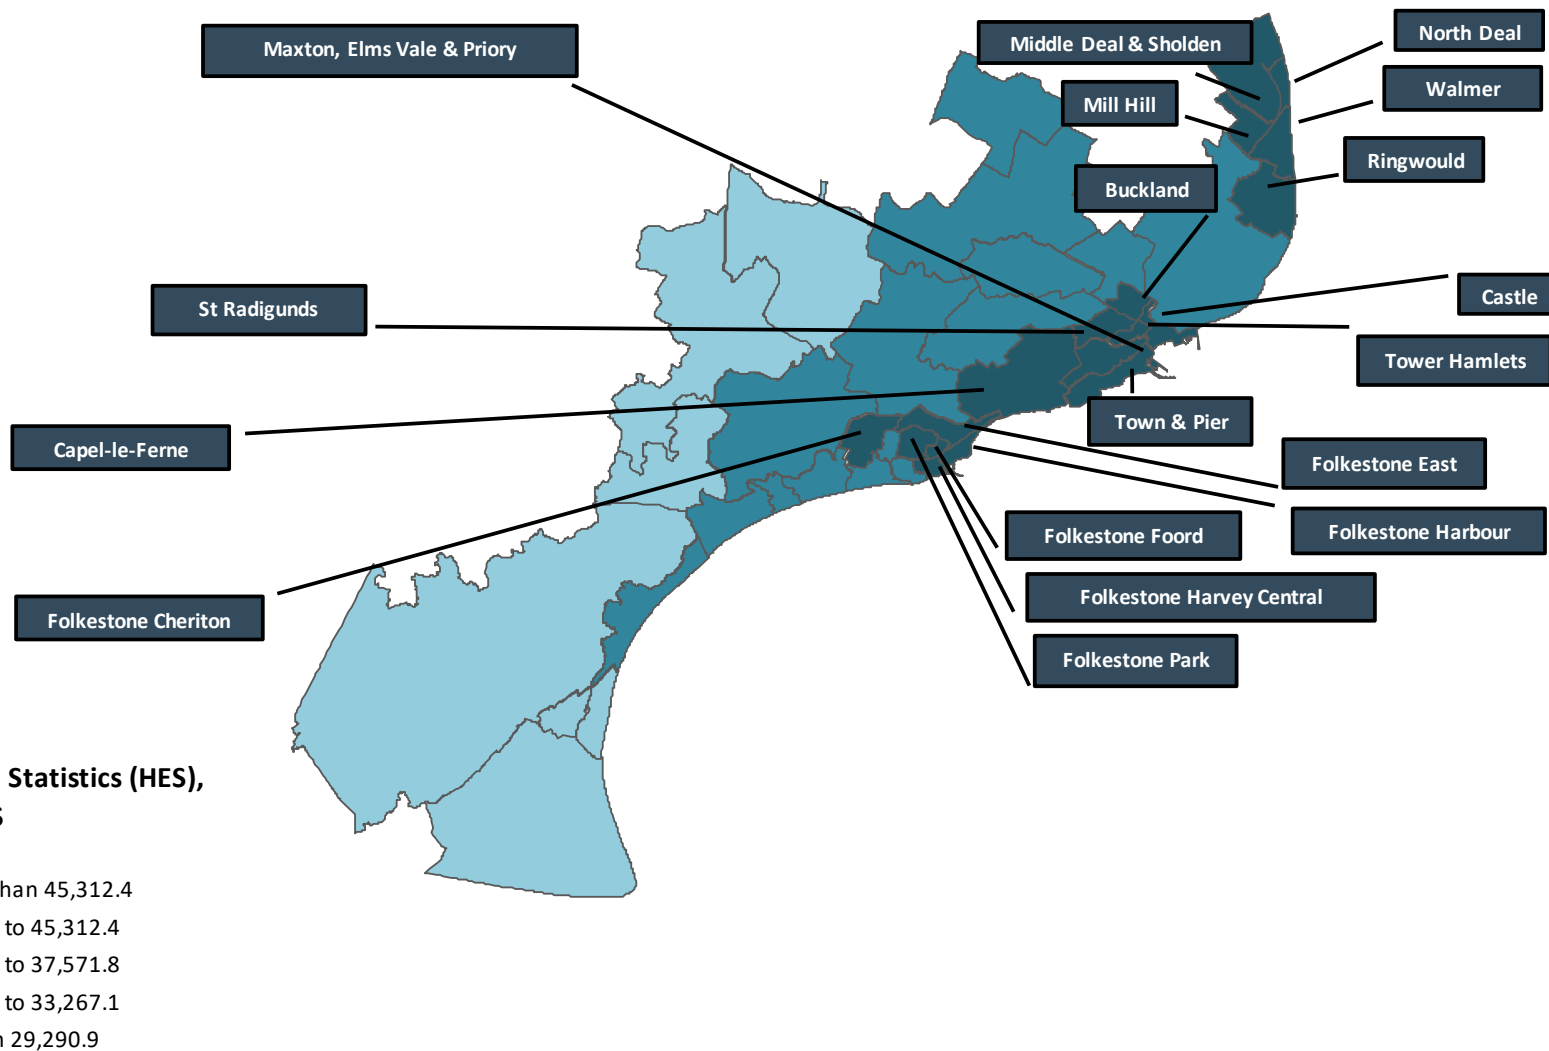 Maxton, Elms Vale & Priory
Middle Deal & Sholden
North Deal
Mill Hill
Walmer
Ringwould
Buckland
St Radigunds
Castle
Tower Hamlets
Capel-le-Ferne
Town & Pier
Folkestone East
Folkestone Foord
Folkestone Harbour
Folkestone Harvey Central
Folkestone Cheriton
Folkestone Park
Statistics (HES),
45,312.4
to 45,312.4
to 37,571.8
to 33,267.1
29,290.9